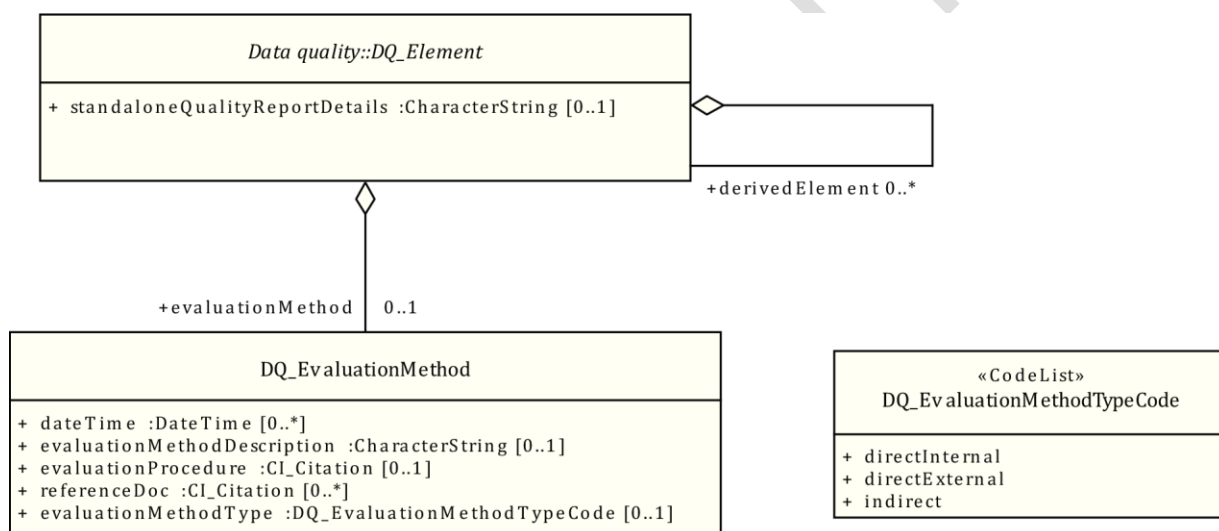 Data quality::DQ_Element
+ standaloneQualityReportDetails :CharacterString [0..1]
+derivedElement 0..*
+evaluationMethod 0..1
DQ_EvaluationMethod
+ dateTime :DateTime [0..*]
+ evaluationMethodDescription :CharacterString [0..1]
+ evaluationProcedure :CI_Citation [0..1]
+ referenceDoc :CI_Citation [0..*]
+ evaluationMethodType :DQ_EvaluationMethodTypeCode [0..1]
«CodeList»
DQ_EvaluationMethodTypeCode
+ directInternal
+ directExternal
+ indirect